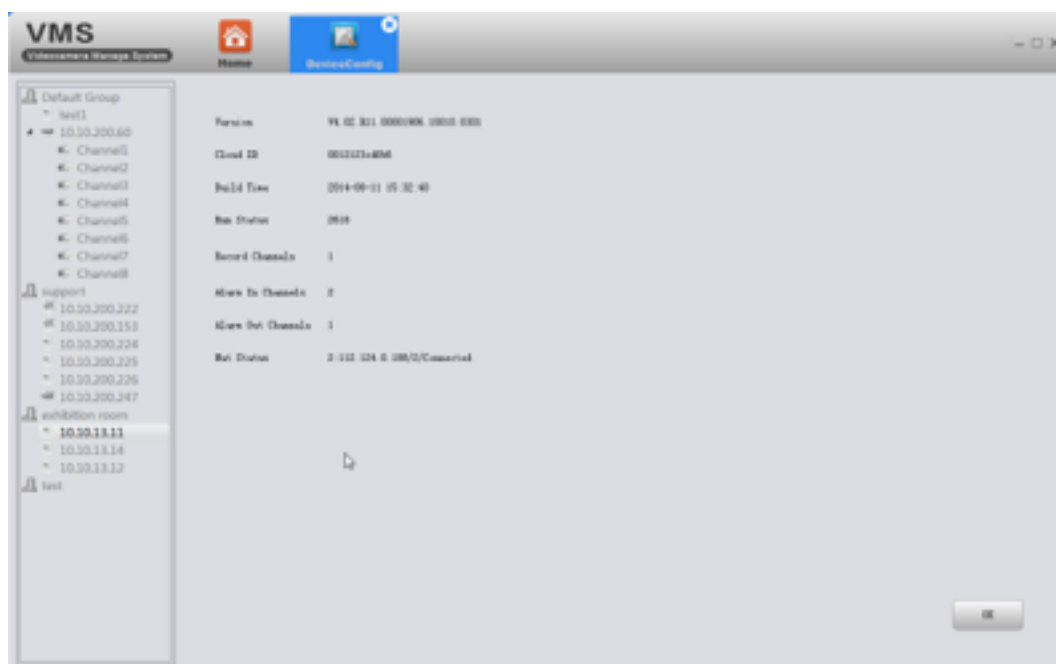 VMS
Videocamera Manage System
Home
DeviceConfig
Default Group
test1
10.10.200.60
Channel1
Channel2
Channel3
Channel4
Channel5
Channel6
Channel7
Channel8
support
10.10.200.222
10.10.200.153
10.10.200.224
10.10.200.225
10.10.200.226
10.10.200.247
exhibition room
10.10.13.11
10.10.13.14
10.10.13.12
test
Version
Cloud ID
Build Time
Run Status
Record Channels 1
Alarm In Channels 2
Alarm Out Channels 1
Nat Status
OK